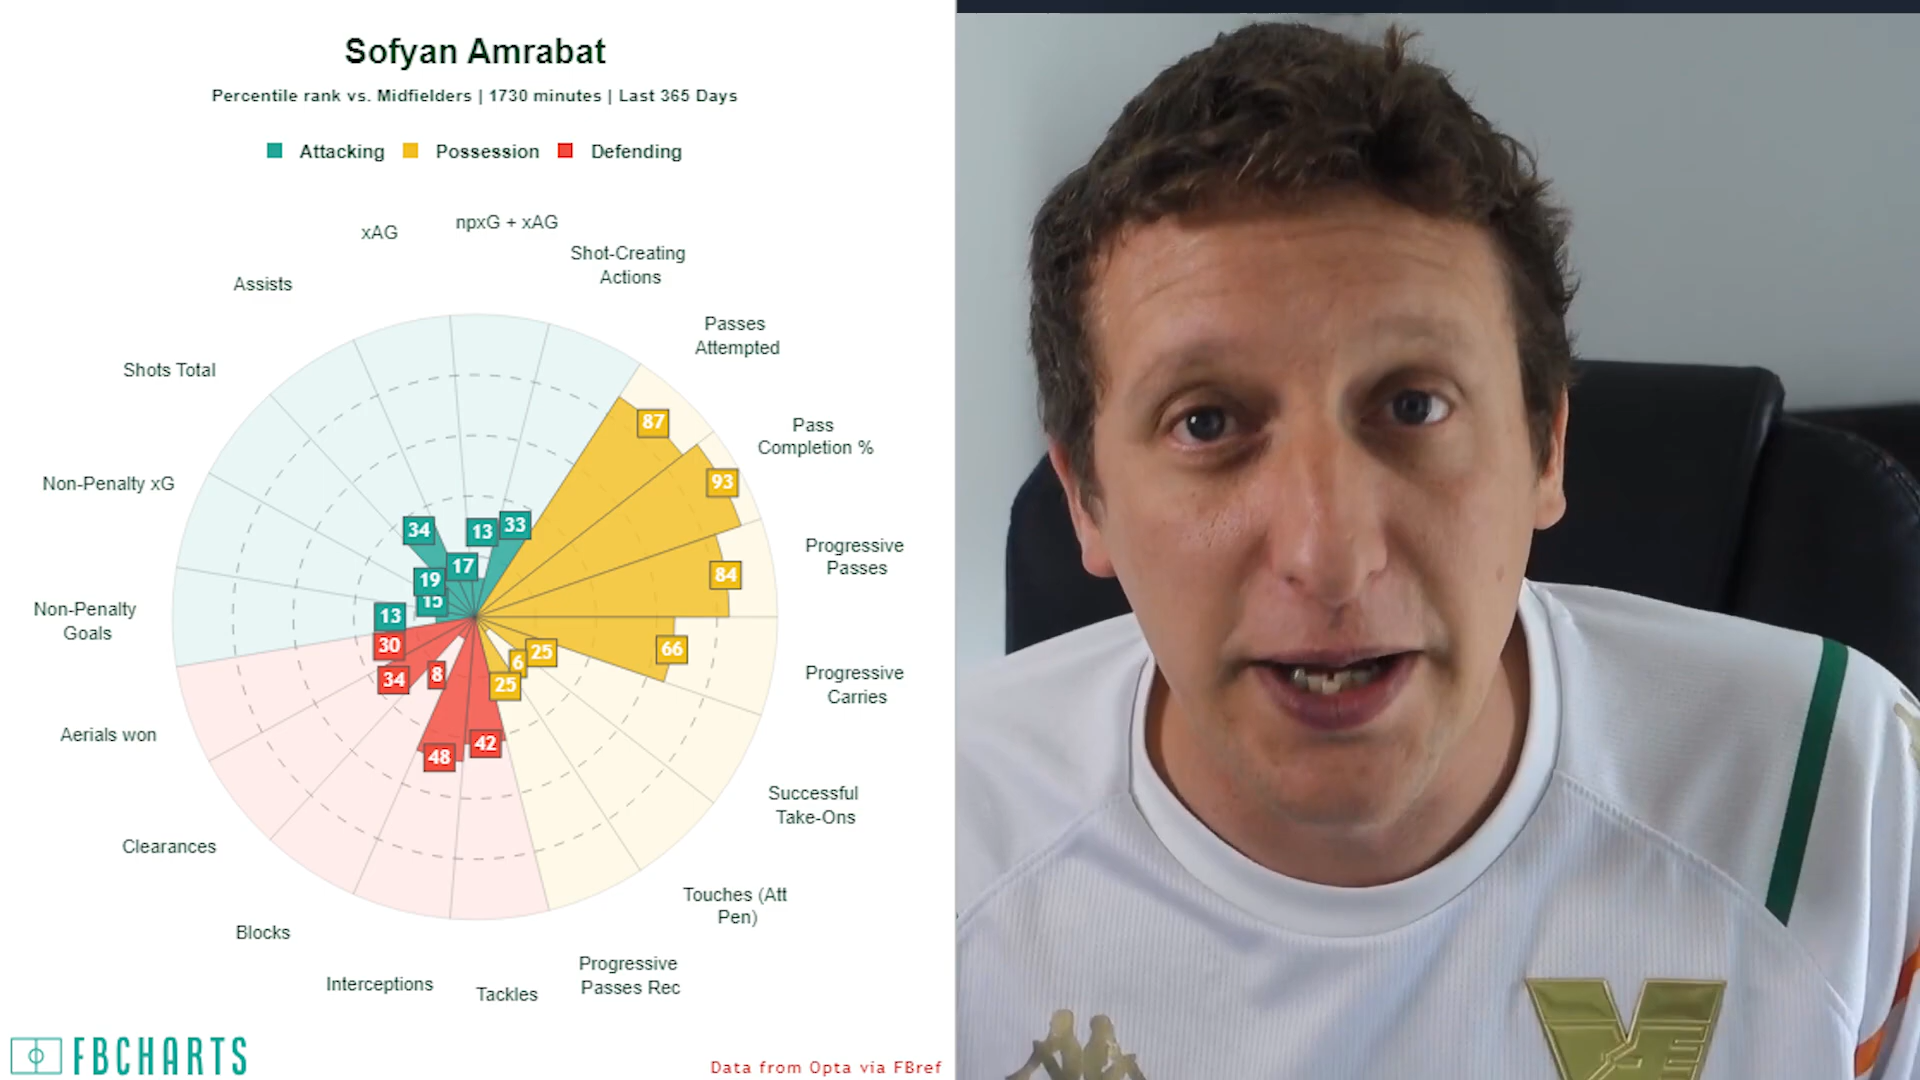 Sofyan Amrabat
Percentile rank vs. Midfielders | 1730 minutes | Last 365 Days
Attacking Possession Defending
xAG
npxG + xAG
Shot-Creating
Actions
Assists
Passes
Attempted
Shots Total
Pass
Completion %
Non-Penalty xG
Progressive
Passes
Non-Penalty
Goals
Progressive
Carries
Aerials won
Successful
Take-Ons
Clearances
Touches (Att
Pen)
Blocks
Progressive
Passes Rec
Interceptions
Tackles
87
93
84
66
25
6
25
42
48
8
34
30
13
15
19
34
17
13
33
FBCHARTS
Data from Opta via FBref